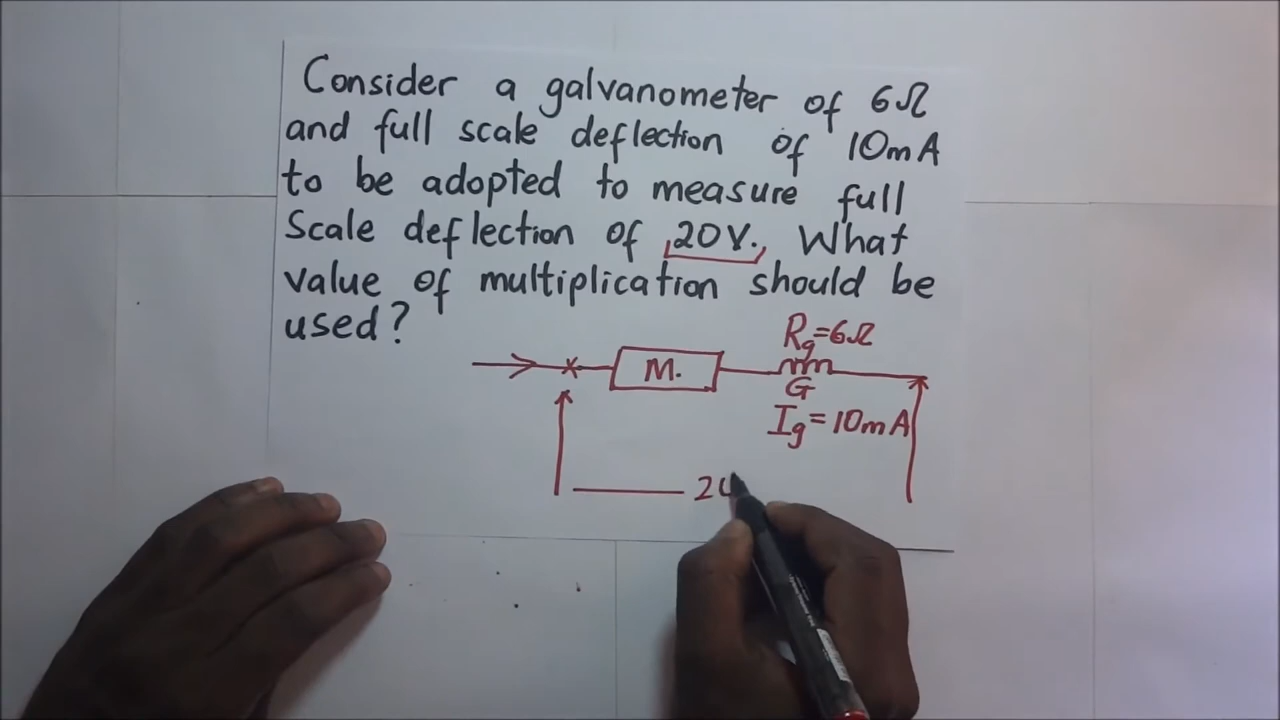 Consider a galvanometer of 6Ω
and full scale deflection of 10mA
to be adopted to measure full
Scale deflection of 20V. What
value of multiplication should be
used?
Rg=6Ω
M.
G
Ig=10mA
20